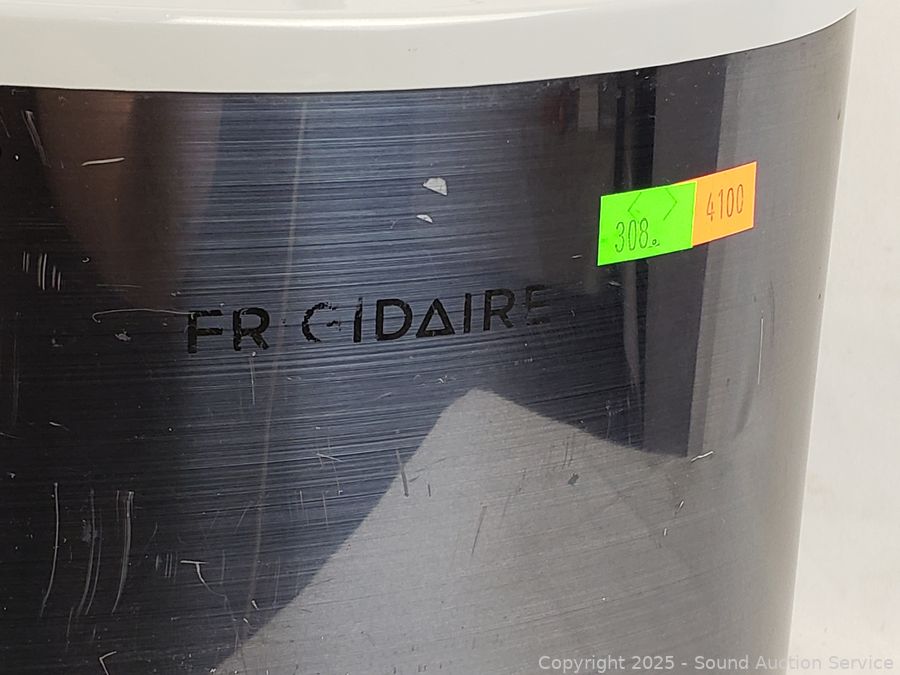 4100
308.
FR GIDAIRE
Copyright 2025 - Sound Auction Service